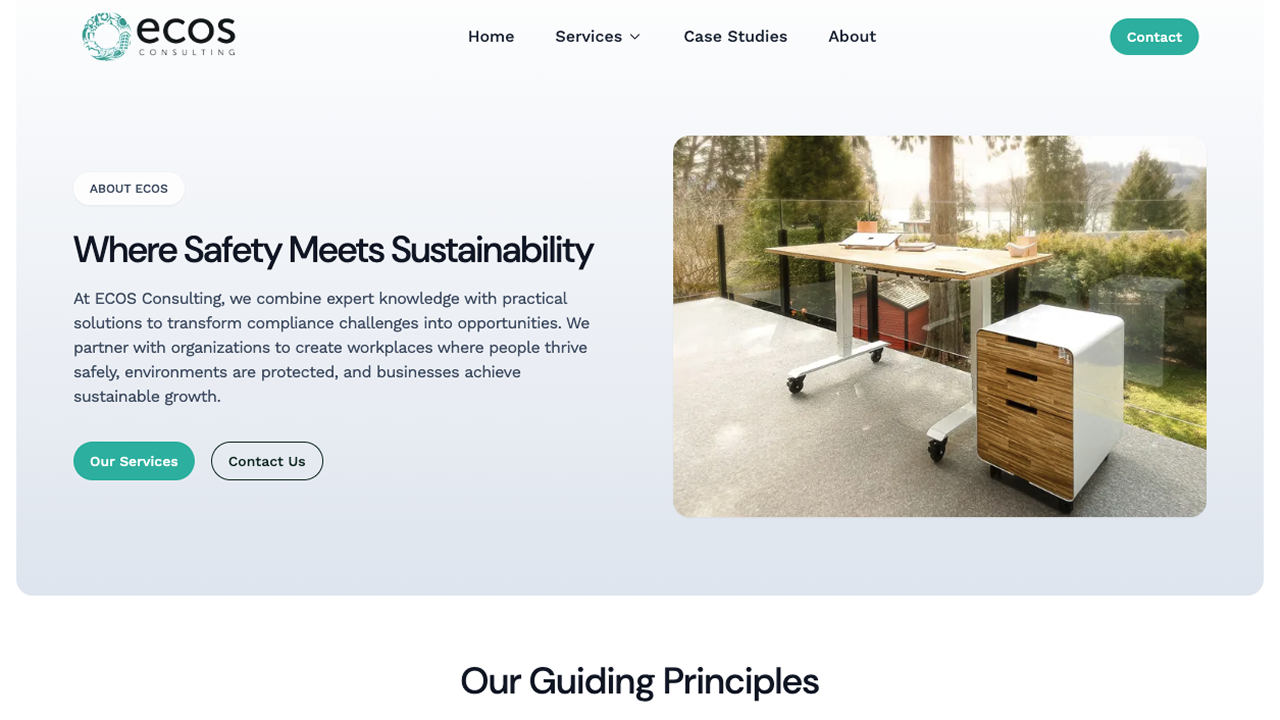 ecos
CONSULTING
Home
Services
Case Studies
About
Contact
ABOUT ECOS
Where Safety Meets Sustainability
At ECOS Consulting, we combine expert knowledge with practical
solutions to transform compliance challenges into opportunities. We
partner with organizations to create workplaces where people thrive
safely, environments are protected, and businesses achieve
sustainable growth.
Our Services
Contact Us
Our Guiding Principles